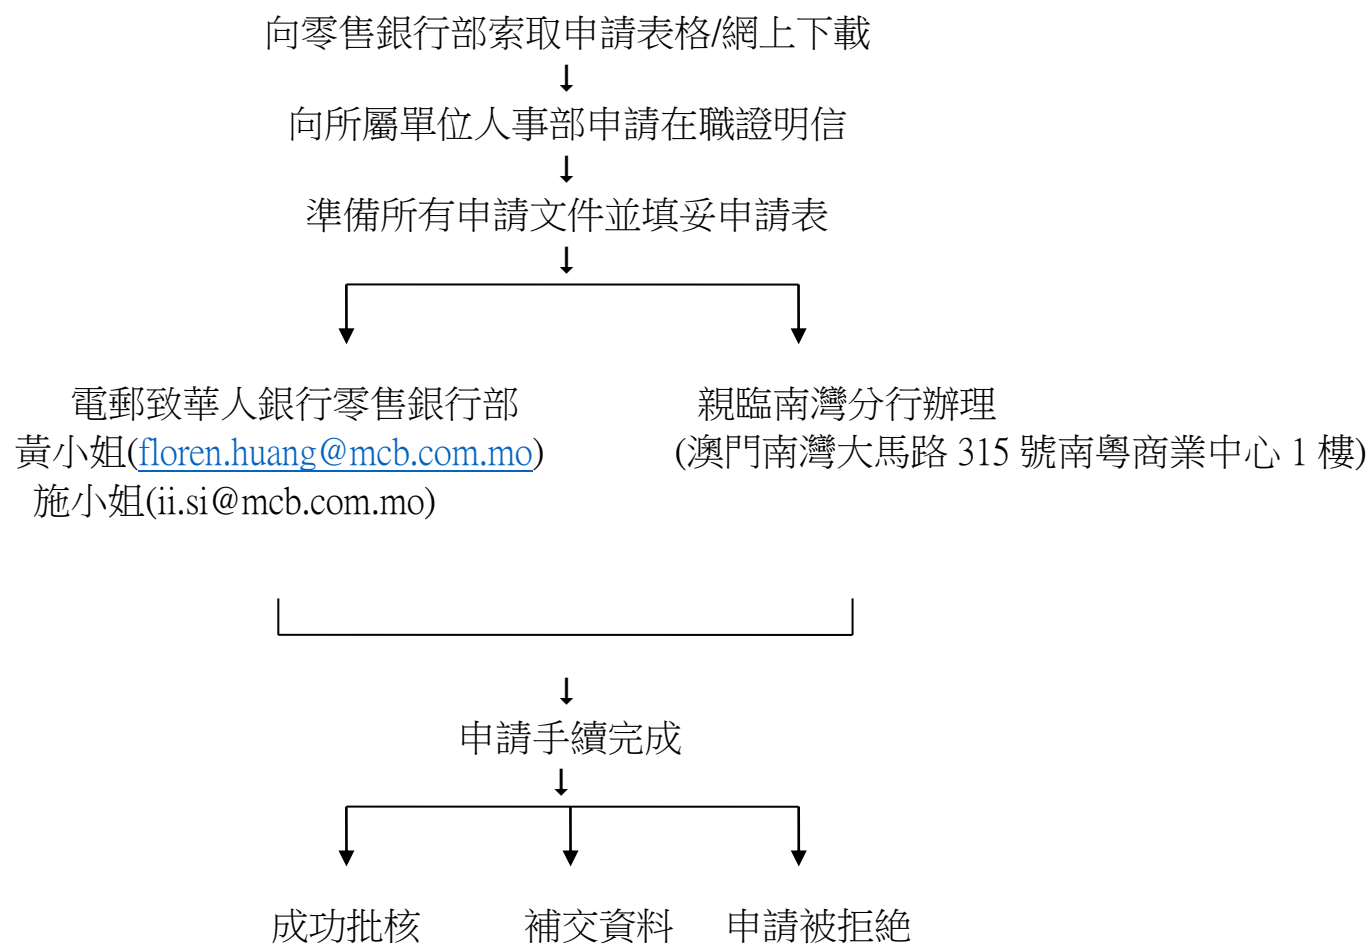 向零售銀行部索取申請表格/網上下載
向所屬單位人事部申請在職證明信
準備所有申請文件並填妥申請表
電郵致華人銀行零售銀行部
黃小姐(floren.huang@mcb.com.mo)
施小姐(ii.si@mcb.com.mo)
親臨南灣分行辦理
(澳門南灣大馬路 315 號南粵商業中心 1 樓)
申請手續完成
成功批核
補交資料
申請被拒絕